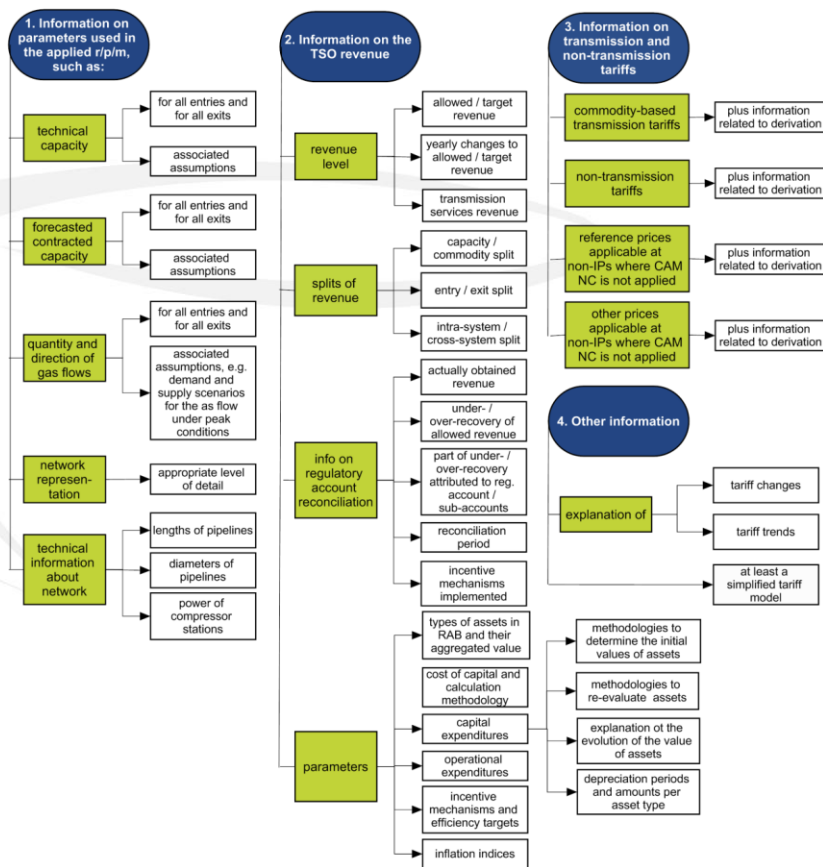 1. Information on
parameters used in
the applied r/p/m,
such as:
technical
capacity
for all entries and
for all exits
associated
assumptions
forecasted
contracted
capacity
for all entries and
for all exits
associated
assumptions
quantity and
direction of
gas flows
for all entries and
for all exits
associated
assumptions, e.g.
demand and
supply scenarios
for the as flow
under peak
conditions
network
represen-
tation
appropriate level
of detail
technical
information
about
network
lengths of pipelines
diameters of
pipelines
power of
compressor
stations
2. Information on the
TSO revenue
revenue
level
allowed / target
revenue
yearly changes to
allowed / target
revenue
transmission
services revenue
splits of
revenue
capacity /
commodity split
entry / exit split
intra-system /
cross-system split
info on
regulatory
account
reconciliation
actually obtained
revenue
under- /
over-recovery of
allowed revenue
part of under- /
over-recovery
attributed to reg.
account /
sub-accounts
reconciliation
period
incentive
mechanisms
implemented
parameters
types of assets in
RAB and their
aggregated value
cost of capital and
calculation
methodology
capital
expenditures
methodologies to
determine the initial
values of assets
methodologies to
re-evaluate assets
explanation ot the
evolution of the value
of assets
depreciation periods
and amounts per
asset type
operational
expenditures
incentive
mechanisms and
efficiency targets
inflation indices
3. Information on
transmission and
non-transmission
tariffs
commodity-based
transmission tariffs
plus information
related to derivation
non-transmission
tariffs
plus information
related to derivation
reference prices
applicable at
non-IPs where CAM
NC is not applied
plus information
related to derivation
other prices
applicable at
non-IPs where CAM
NC is not applied
plus information
related to derivation
4. Other information
explanation of
tariff changes
tariff trends
at least a
simplified tariff
model